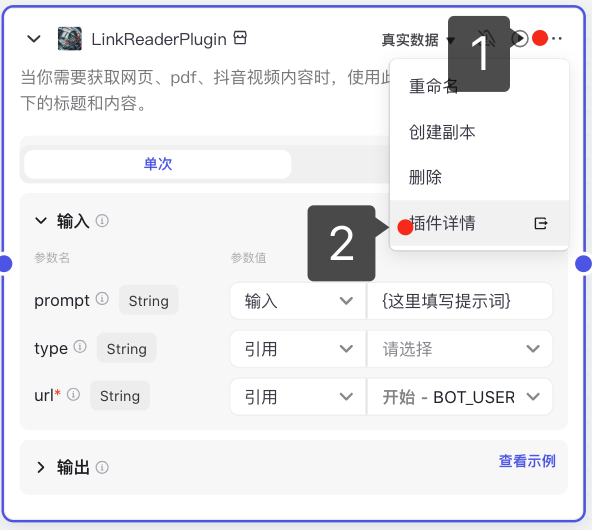 LinkReaderPlugin 真实数据 ··
1
当你需要获取网页、pdf、抖音视频内容时，使用此
下的标题和内容。
重命名
创建副本
单次
删除
插件详情
2
输入
参数名 参数值
prompt String 输入 {这里填写提示词}
type String 引用 请选择
url* String 引用 开始 - BOT_USER
输出 查看示例